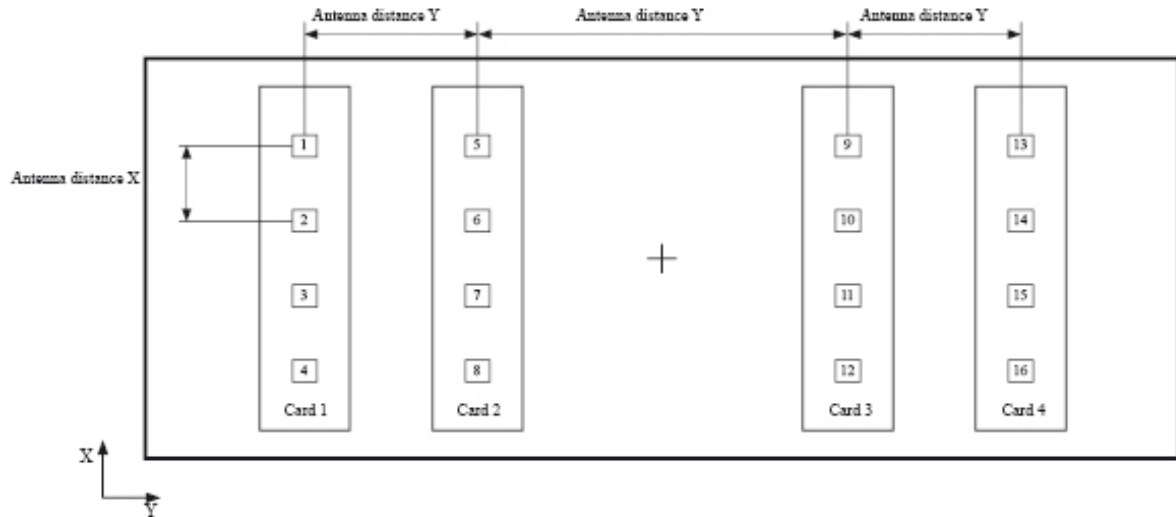 Antenna distance Y Antenna distance Y Antenna distance Y
1 5 9 13
Antenna distance X
2 6 10 14
3 7 11 15
4 8 12 16
Card 1 Card 2 Card 3 Card 4
X
Y